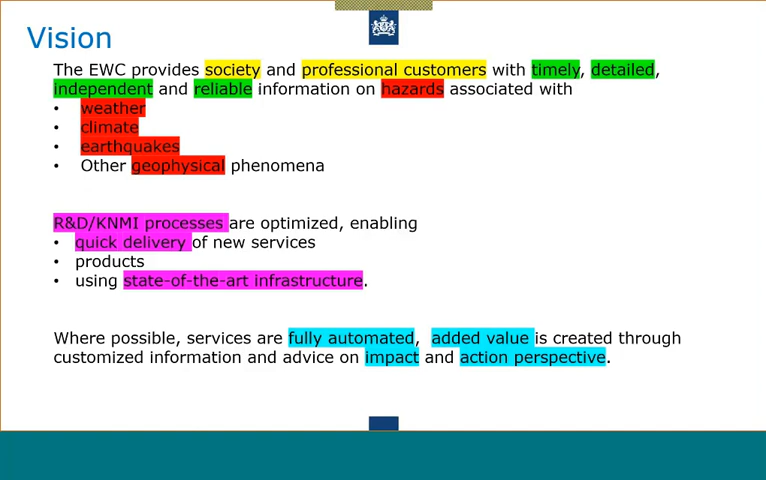 Vision
The EWC provides society and professional customers with timely, detailed,
independent and reliable information on hazards associated with
• weather
• climate
• earthquakes
• Other geophysical phenomena
R&D/KNMI processes are optimized, enabling
• quick delivery of new services
• products
• using state-of-the-art infrastructure.
Where possible, services are fully automated, added value is created through
customized information and advice on impact and action perspective.